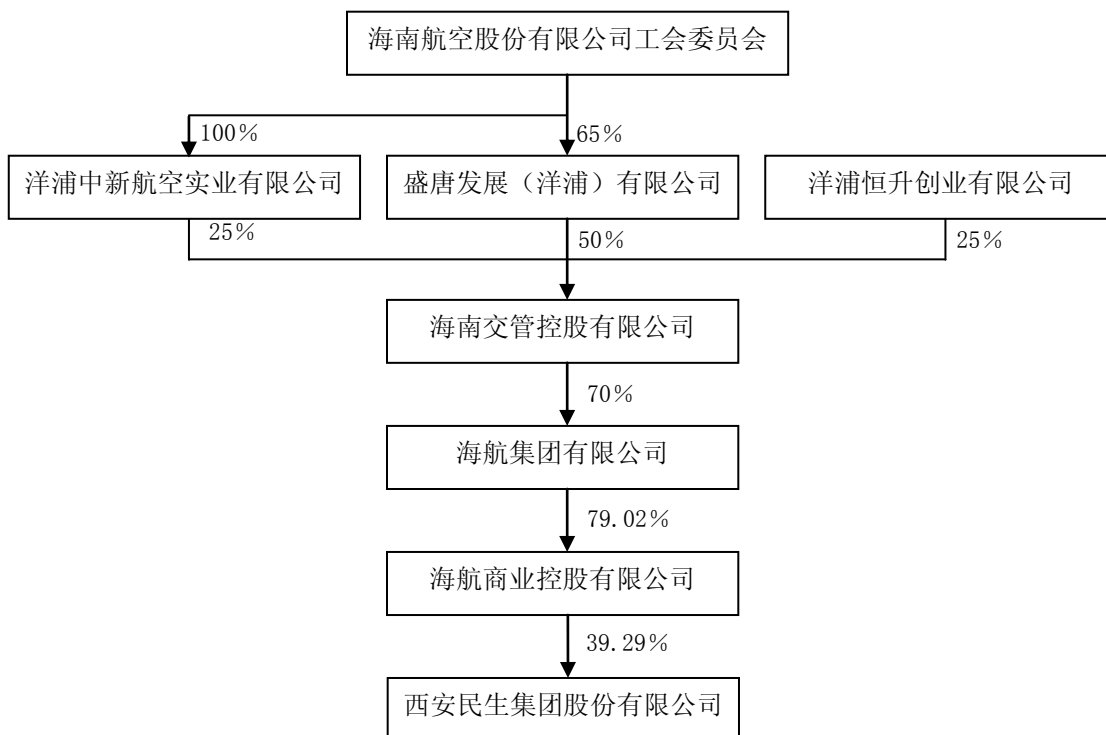 海南航空股份有限公司工会委员会
100%
65%
洋浦中新航空实业有限公司
盛唐发展（洋浦）有限公司
洋浦恒升创业有限公司
25%
50%
25%
海南交管控股有限公司
70%
海航集团有限公司
79.02%
海航商业控股有限公司
39.29%
西安民生集团股份有限公司